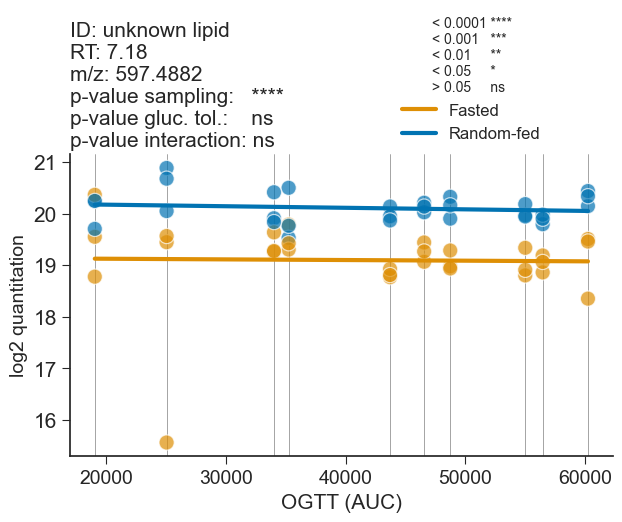 ID: unknown lipid
RT: 7.18
m/z: 597.4882
p-value sampling: ****
p-value gluc. tol.: ns
p-value interaction: ns
< 0.0001 ****
< 0.001 ***
< 0.01 **
< 0.05 *
> 0.05 ns
Fasted
Random-fed
21
20
19
18
17
16
log2 quantitation
20000 30000 40000 50000 60000
OGTT (AUC)